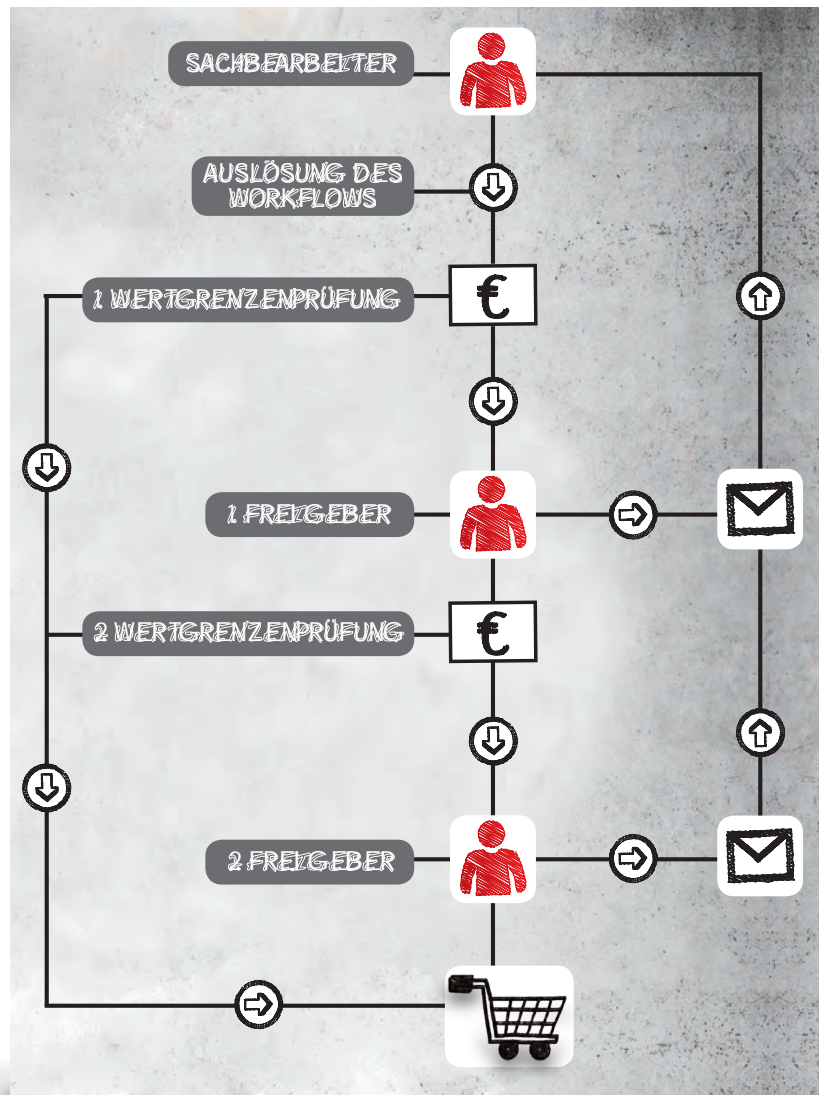 SACHBEARBEITER
AUSLÖSUNG DES
WORKFLOWS
1 WERTGRENZENPRÜFUNG
€
1 FREIGEBER
2 WERTGRENZENPRÜFUNG
€
2 FREIGEBER